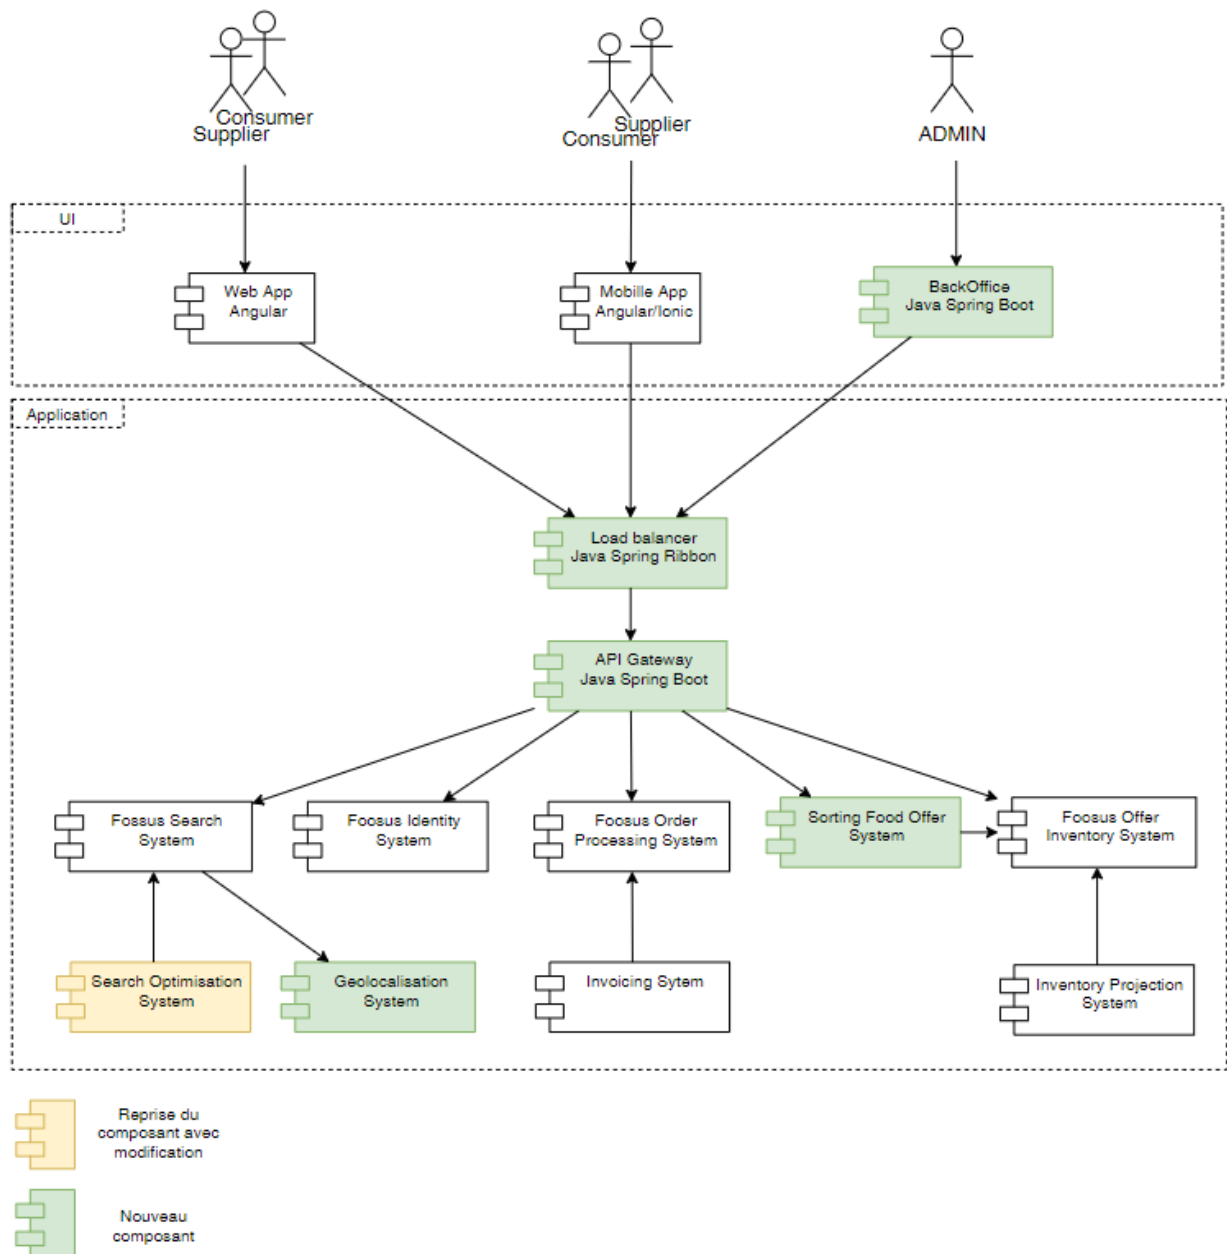 Consumer
Supplier
Supplier
Consumer
ADMIN
UI
Web App
Angular
Mobille App
Angular/Ionic
BackOffice
Java Spring Boot
Application
Load balancer
Java Spring Ribbon
API Gateway
Java Spring Boot
Fossus Search
System
Foosus Identity
System
Foosus Order
Processing System
Sorting Food Offer
System
Foosus Offer
Inventory System
Search Optimisation
System
Geolocalisation
System
Invoicing Sytem
Inventory Projection
System
Reprise du
composant avec
modification
Nouveau
composant